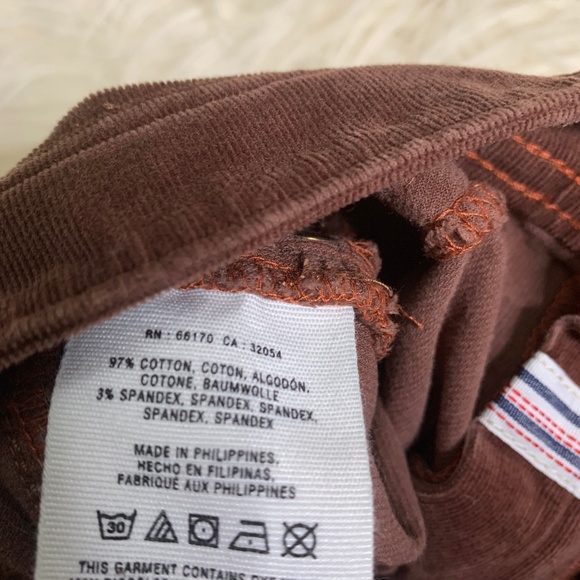 RN : 66170 CA : 32054
97% COTTON, COTON, ALGODÓN,
COTONE, BAUMWOLLE
3% SPANDEX, SPANDEX, SPANDEX,
SPANDEX, SPANDEX
MADE IN PHILIPPINES,
HECHO EN FILIPINAS,
FABRIQUÉ AUX PHILIPPINES
30
THIS GARMENT CONTAINS